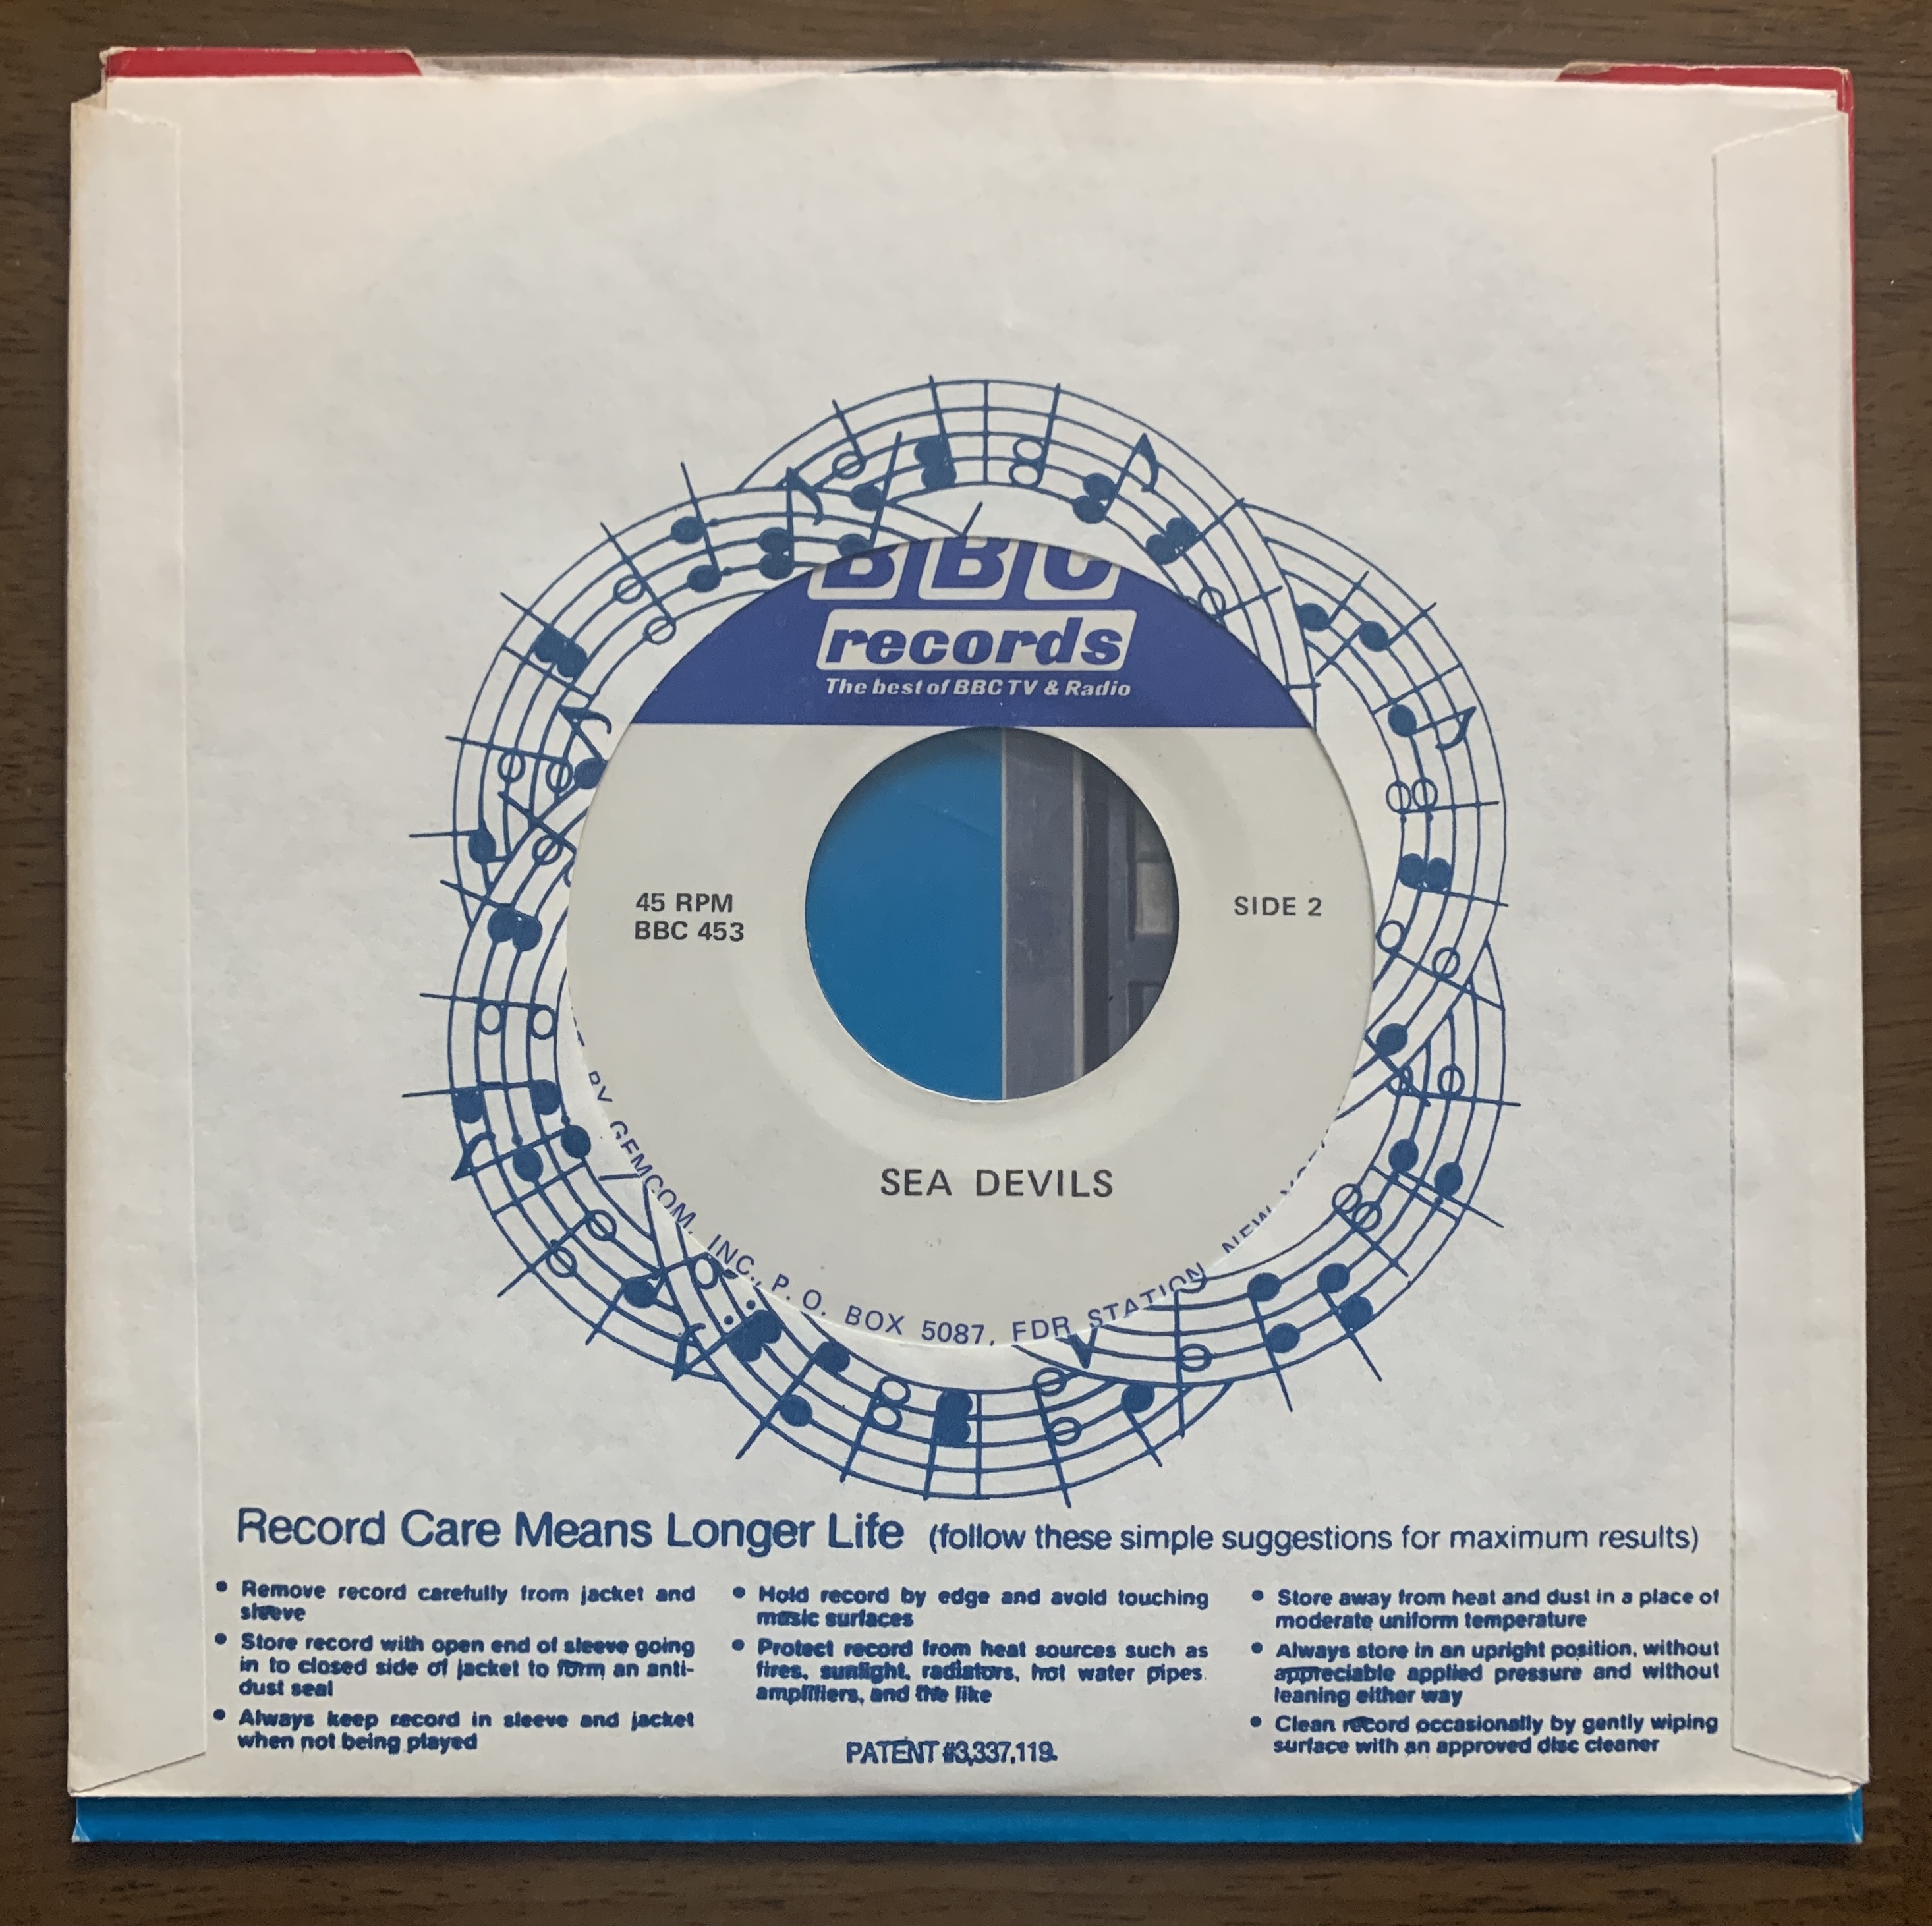 BBC
records
The best of BBC TV & Radio
45 RPM
BBC 453
SIDE 2
SEA DEVILS
BY GEMCOM, INC., P. O. BOX 5087, FDR STATION, NEW
Record Care Means Longer Life (follow these simple suggestions for maximum results)
• Remove record carefully from jacket and
sleeve
• Store record with open end of sleeve going
in to closed side of jacket to form an anti-
dust seal
• Always keep record in sleeve and jacket
when not being played
• Hold record by edge and avoid touching
music surfaces
• Protect record from heat sources such as
fires, sunlight, radiators, hot water pipes.
amplifiers, and the like
• Store away from heat and dust in a place of
moderate uniform temperature
• Always store in an upright position, without
appreciable applied pressure and without
leaning either way
• Clean record occasionally by gently wiping
surface with an approved disc cleaner
PATENT #3,337,119.